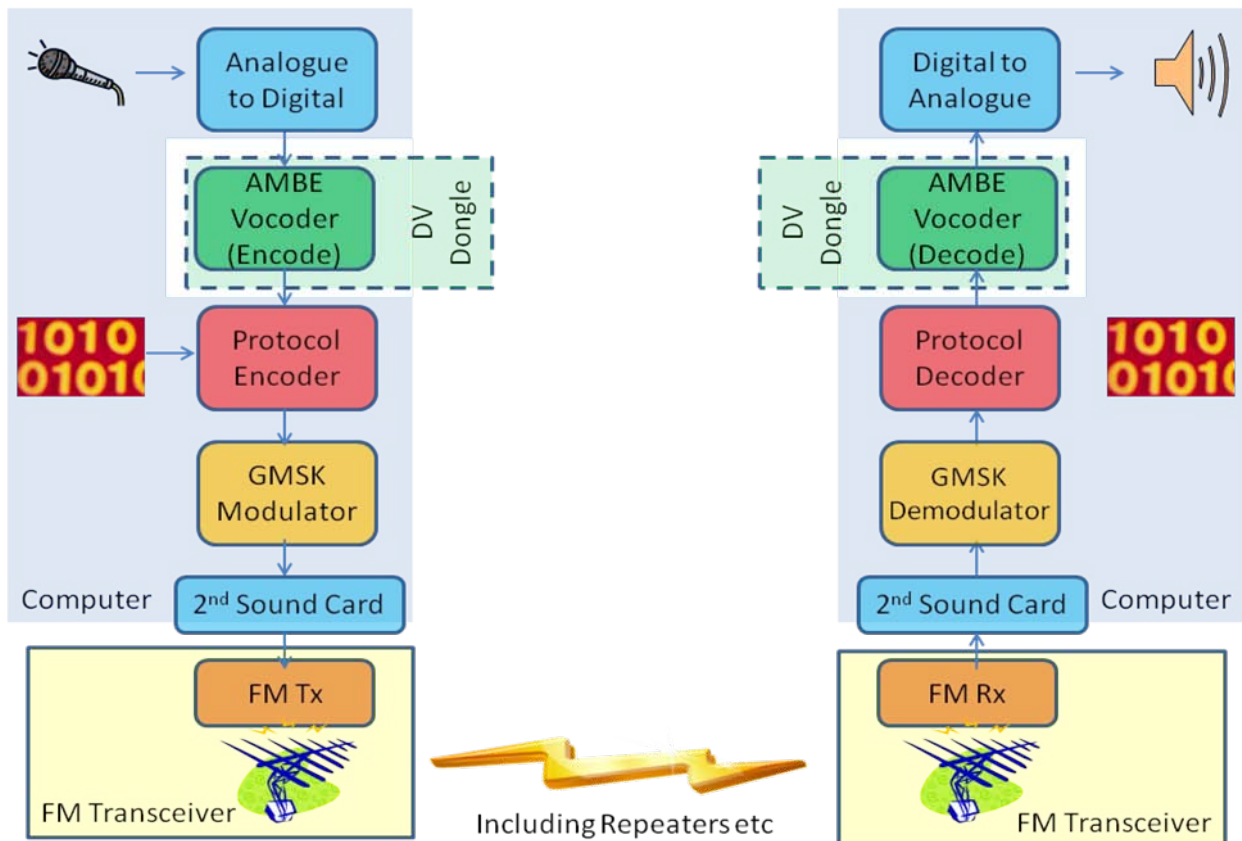 Analogue
to Digital
AMBE
Vocoder
(Encode)
DV
Dongle
1010
01010
Protocol
Encoder
GMSK
Modulator
Computer
2nd Sound Card
FM Tx
FM Transceiver
Including Repeaters etc
Digital to
Analogue
DV
Dongle
AMBE
Vocoder
(Decode)
Protocol
Decoder
1010
01010
GMSK
Demodulator
2nd Sound Card
Computer
FM Rx
FM Transceiver